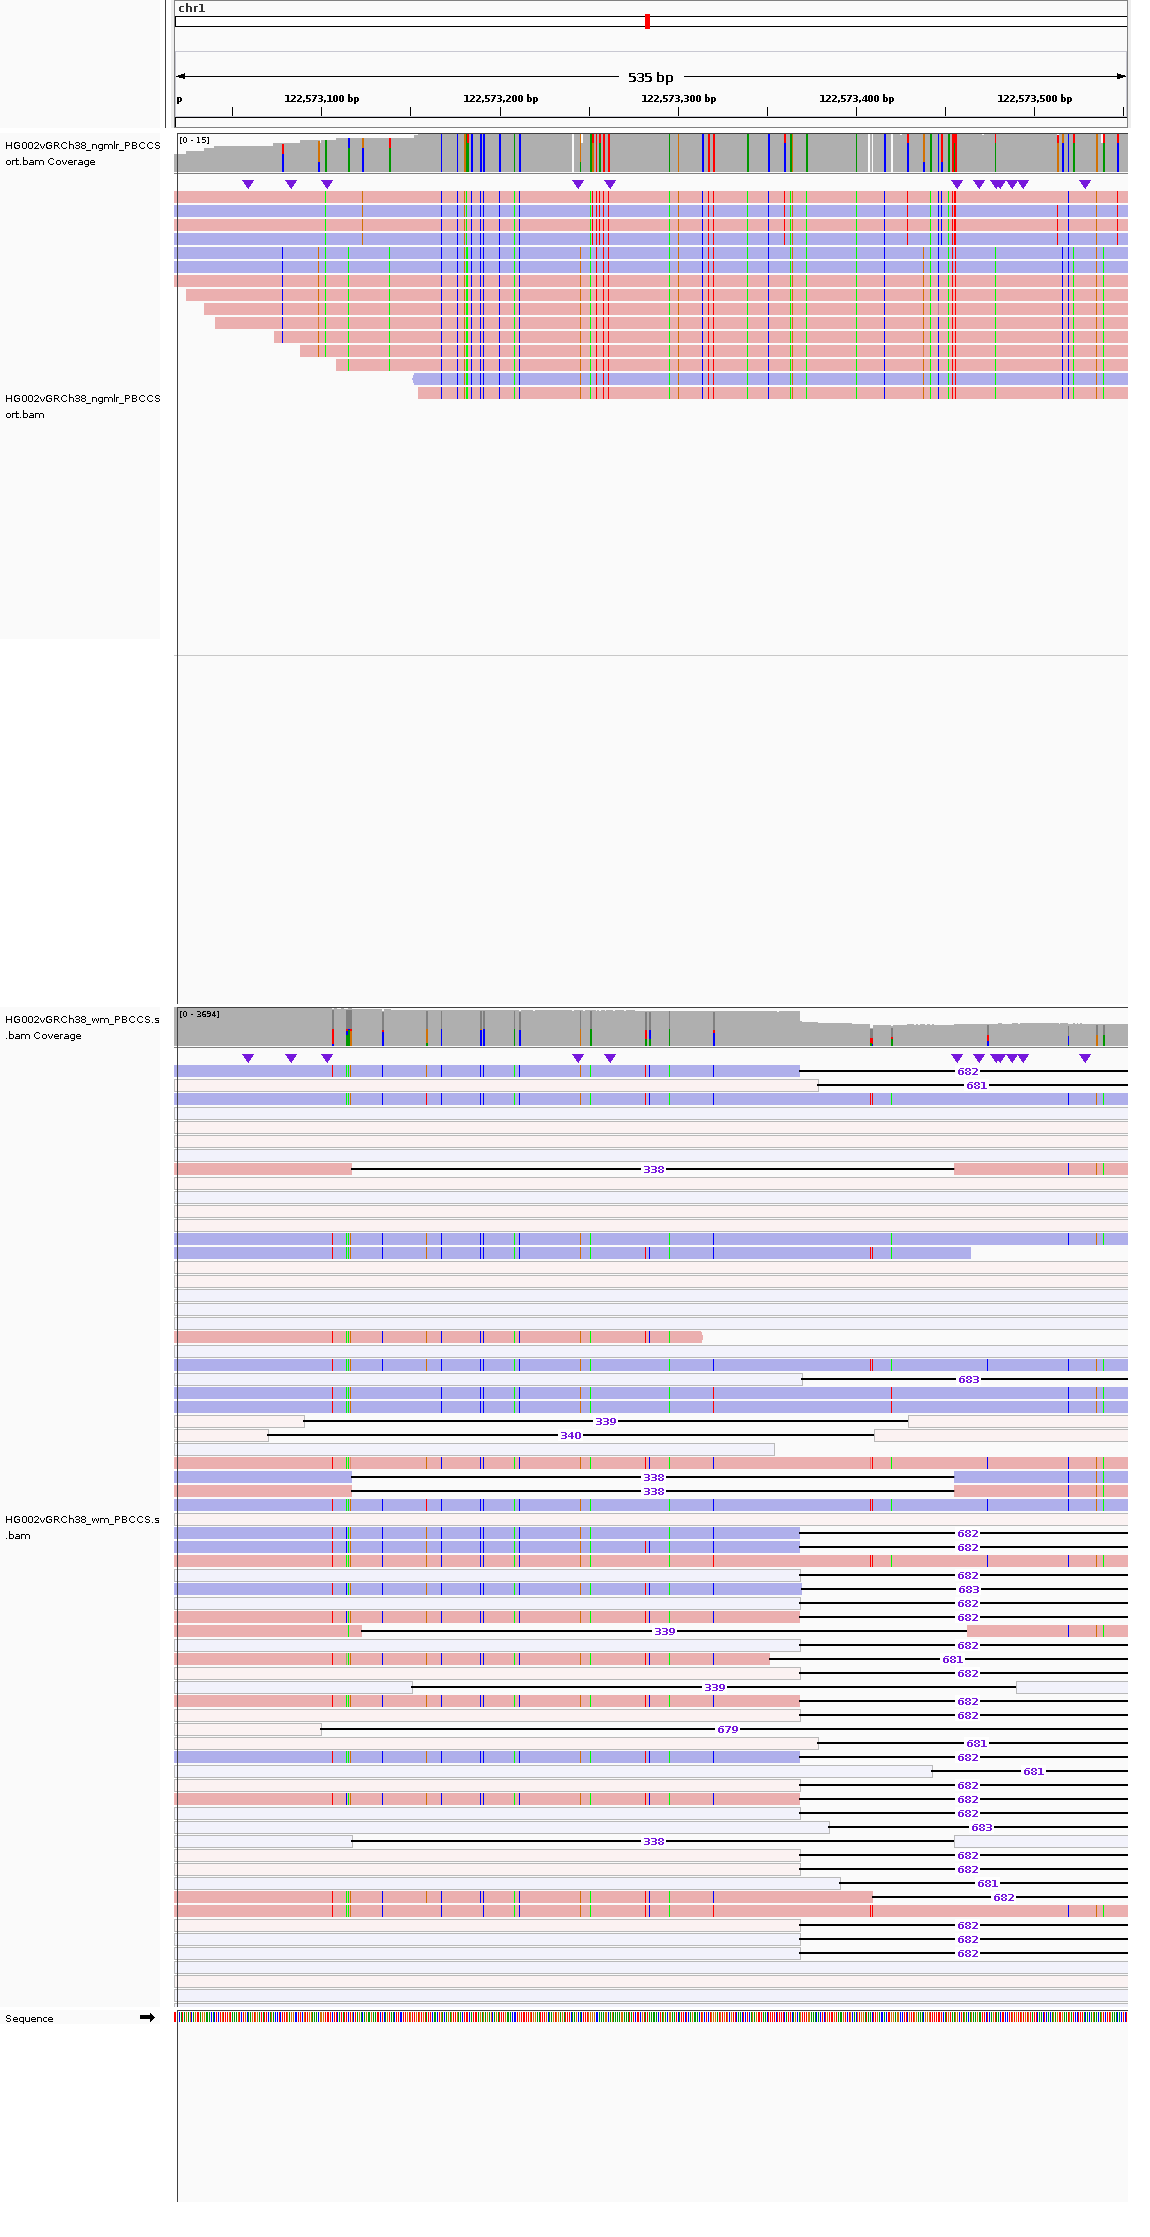 chr1
535 bp
p
122,573,100 bp
122,573,200 bp
122,573,300 bp
122,573,400 bp
122,573,500 bp
HG002vGRCh38_ngmlr_PBCCS
ort.bam Coverage
[0 - 15]
HG002vGRCh38_ngmlr_PBCCS
ort.bam
HG002vGRCh38_wm_PBCCS.s
.bam Coverage
[0 - 3694]
682
681
338
683
339
340
338
338
HG002vGRCh38_wm_PBCCS.s
.bam
682
682
682
683
682
682
339
682
681
682
339
682
682
679
681
682
681
682
682
682
683
338
682
682
681
682
682
682
682
Sequence